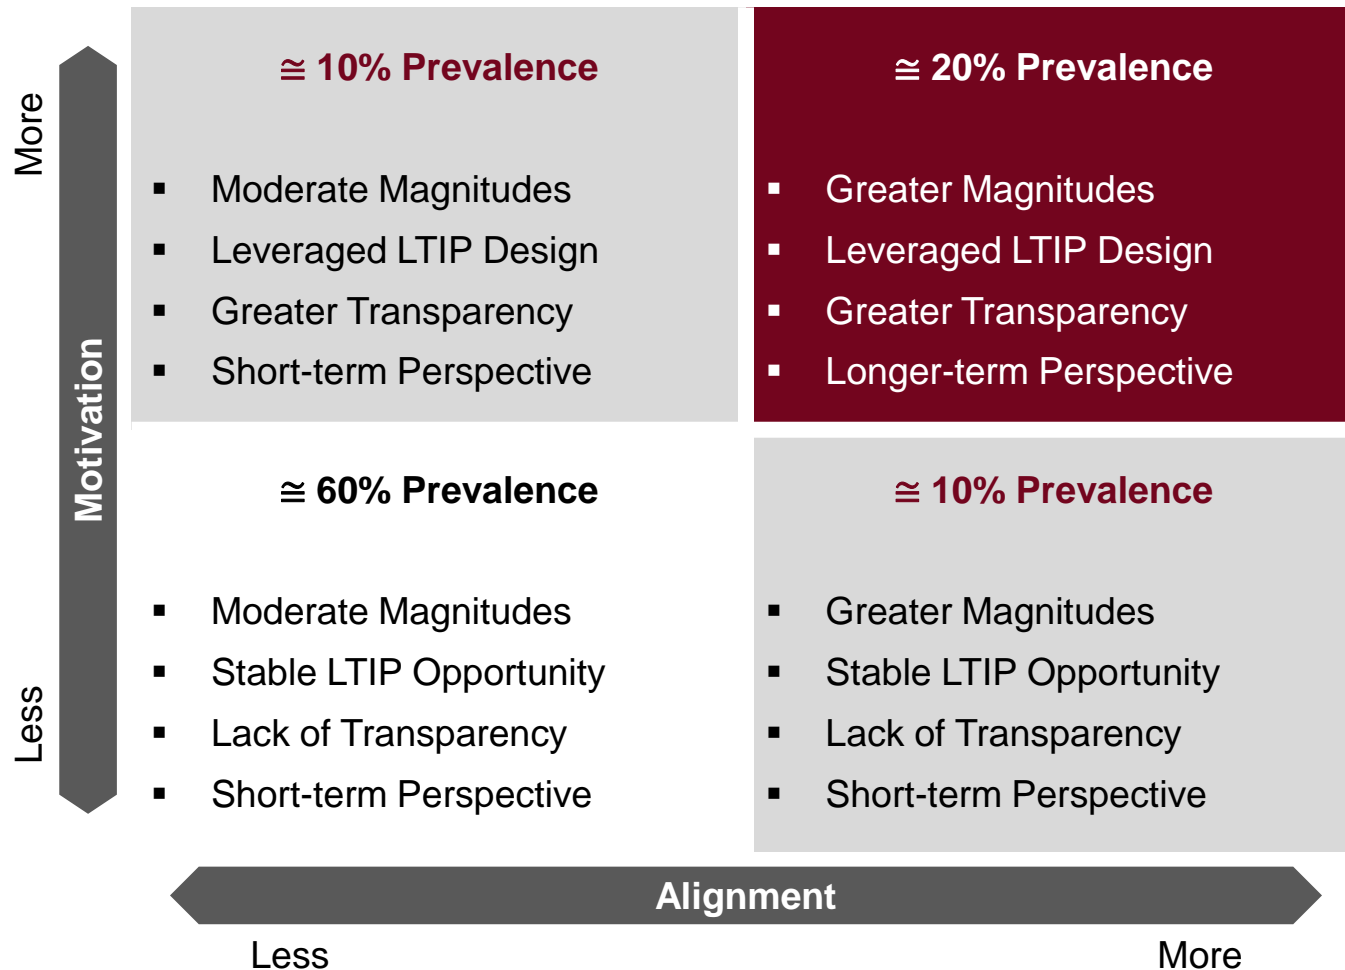 More
Motivation
Less
≅ 10% Prevalence
▪ Moderate Magnitudes
▪ Leveraged LTIP Design
▪ Greater Transparency
▪ Short-term Perspective
≅ 20% Prevalence
▪ Greater Magnitudes
▪ Leveraged LTIP Design
▪ Greater Transparency
▪ Longer-term Perspective
≅ 60% Prevalence
▪ Moderate Magnitudes
▪ Stable LTIP Opportunity
▪ Lack of Transparency
▪ Short-term Perspective
≅ 10% Prevalence
▪ Greater Magnitudes
▪ Stable LTIP Opportunity
▪ Lack of Transparency
▪ Short-term Perspective
Alignment
Less
More